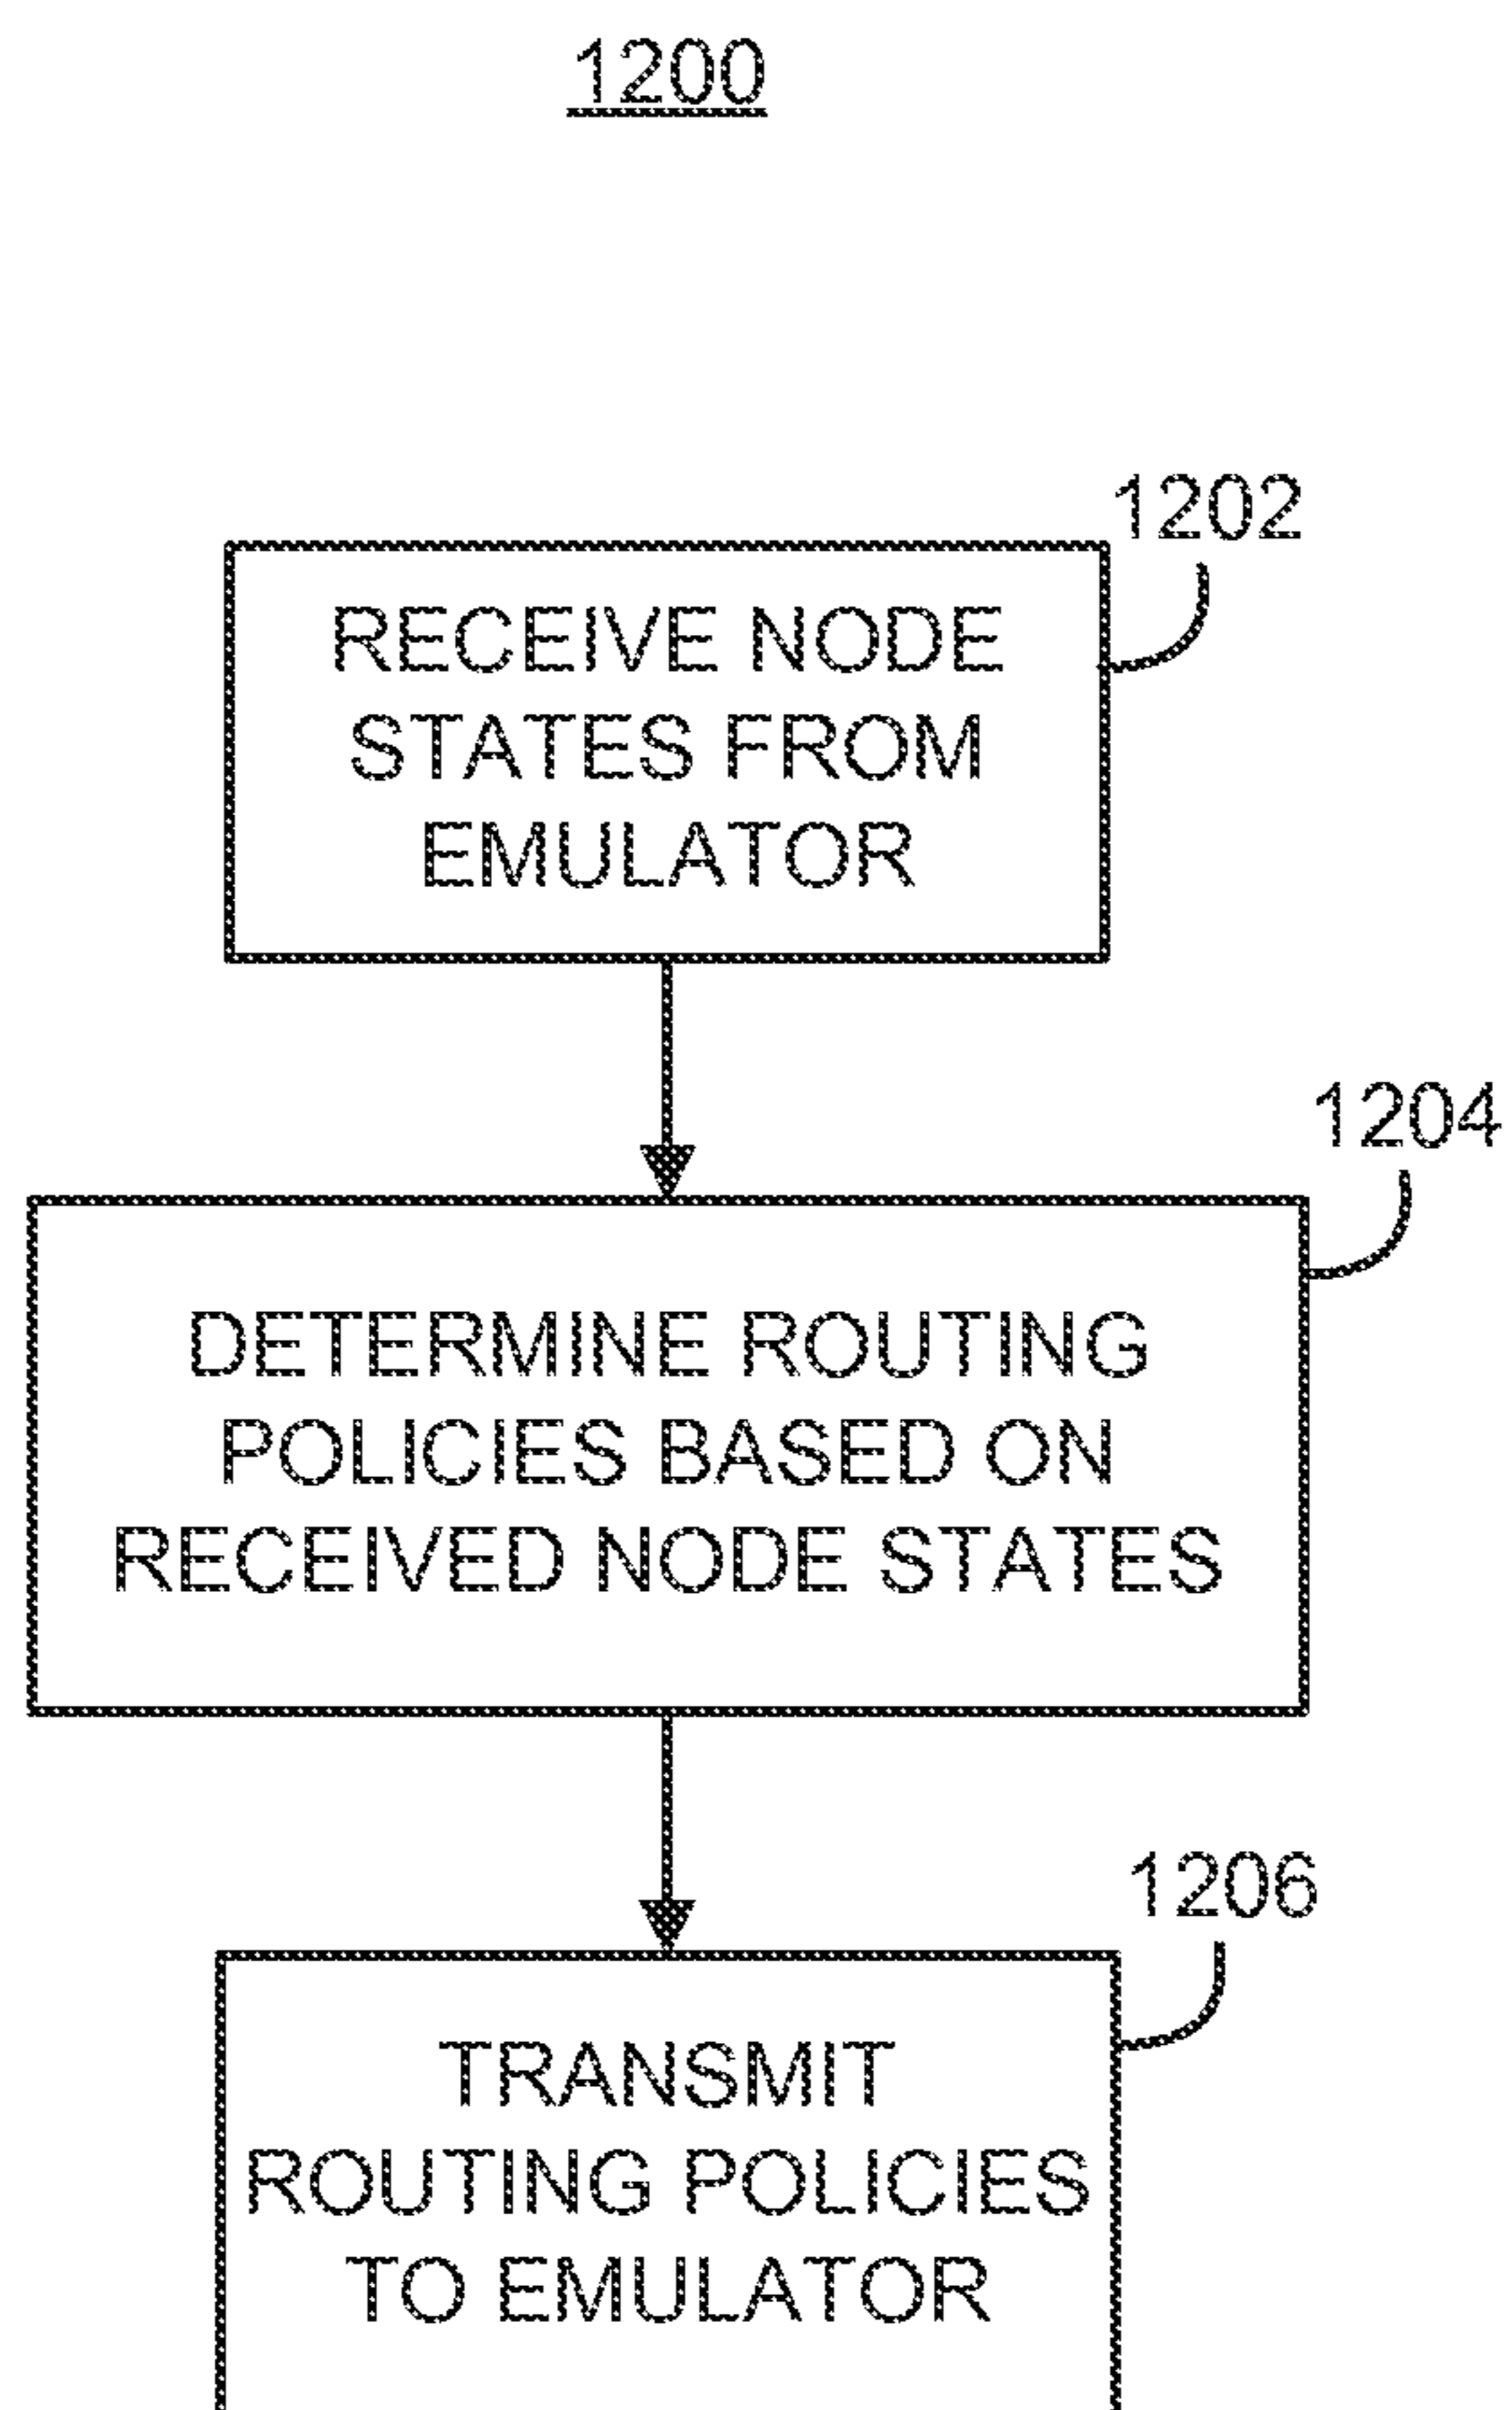 1200
1202
RECEIVE NODE
STATES FROM
EMULATOR
1204
DETERMINE ROUTING
POLICIES BASED ON
RECEIVED NODE STATES
1206
TRANSMIT
ROUTING POLICIES
TO EMULATOR